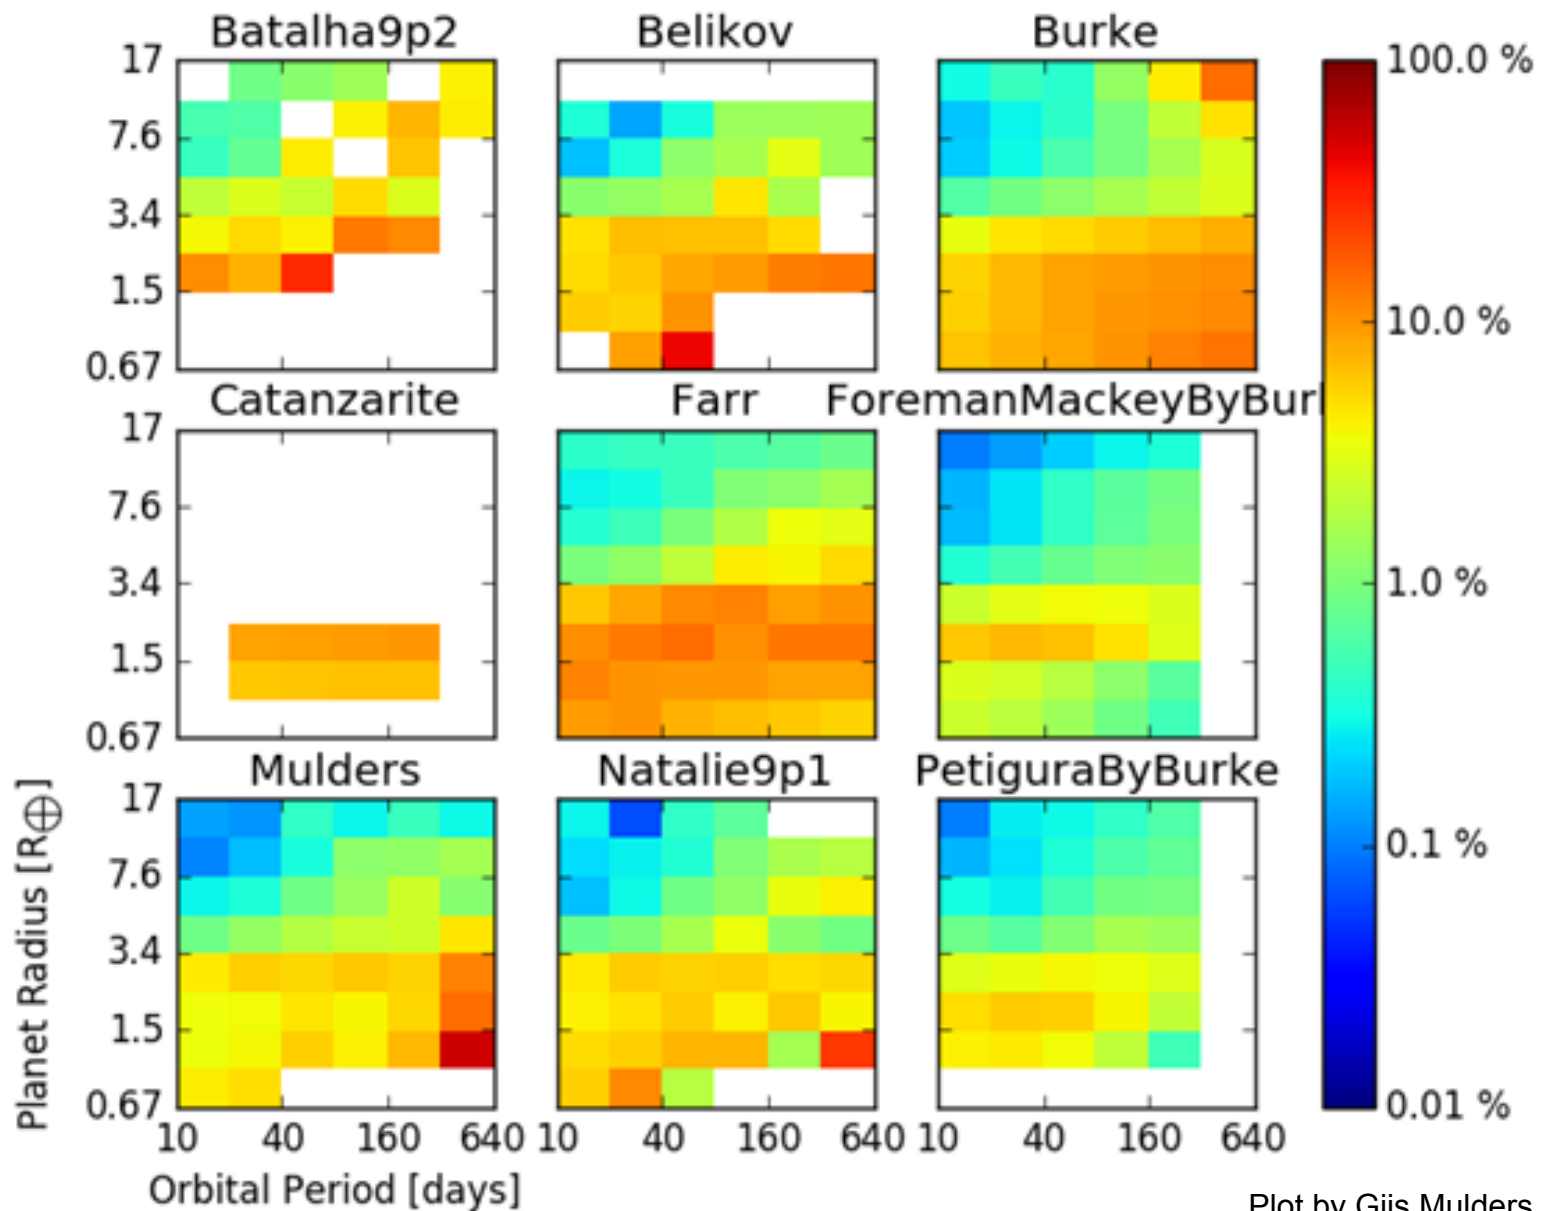 Batalha9p2 Belikov Burke
17
7.6
3.4
1.5
0.67
100.0 %
10.0 %
1.0 %
0.1 %
0.01 %
Catanzarite Farr ForemanMackeyByBurl
17
7.6
3.4
1.5
0.67
Mulders Natalie9p1 PetiguraByBurke
17
7.6
3.4
1.5
0.67
Planet Radius [R⊕]
10 40 160 640 10 40 160 640 10 40 160 640
Orbital Period [days]
Plot by Gijs Mulders